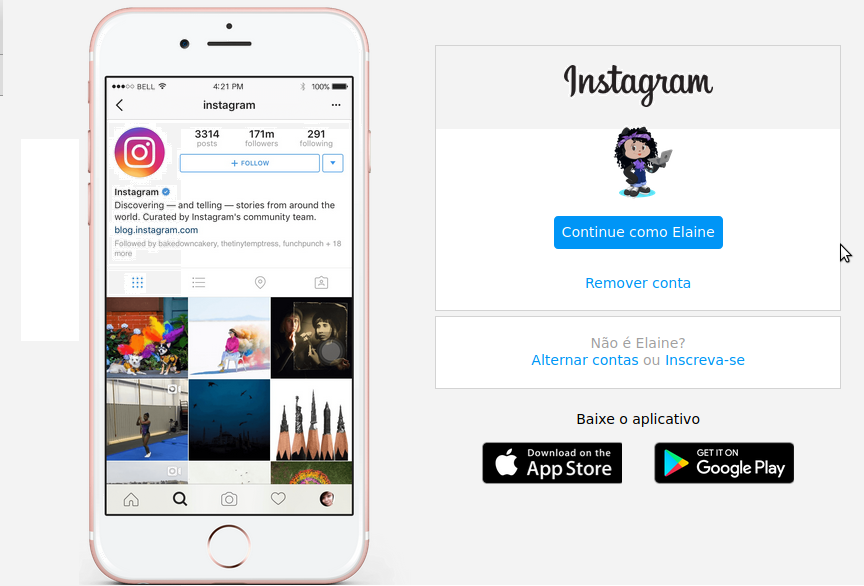 BELL 4:21 PM 100%
instagram
3314 171m 291
posts followers following
+ FOLLOW
Instagram
Discovering — and telling — stories from around the
world. Curated by Instagram's community team.
blog.instagram.com
Followed by bakedowncakery, thetinytemptress, funchpunch + 18
more
Instagram
Continue como Elaine
Remover conta
Não é Elaine?
Alternar contas ou Inscreva-se
Baixe o aplicativo
Download on the
App Store
GET IT ON
Google Play